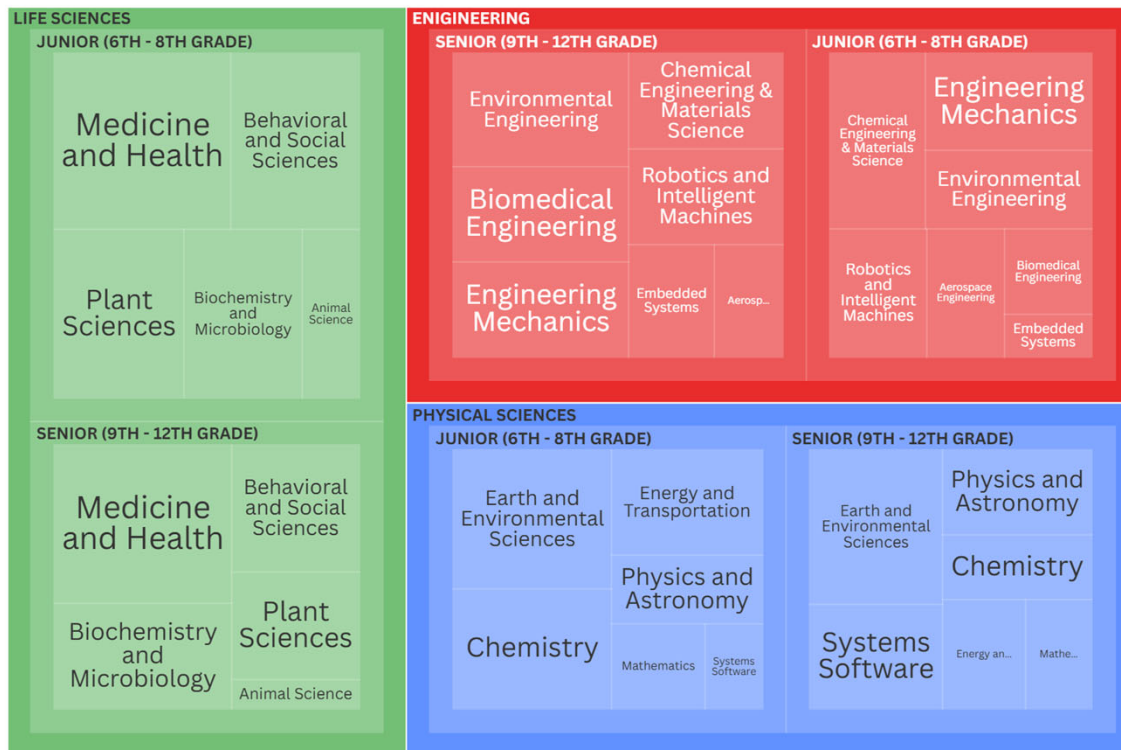 LIFE SCIENCES
JUNIOR (6TH - 8TH GRADE)
Medicine
and Health
Behavioral
and Social
Sciences
Plant
Sciences
Biochemistry
and
Microbiology
Animal
Science
SENIOR (9TH - 12TH GRADE)
Medicine
and Health
Behavioral
and Social
Sciences
Biochemistry
and
Microbiology
Plant
Sciences
Animal Science
ENIGINEERING
SENIOR (9TH - 12TH GRADE)
Environmental
Engineering
Chemical
Engineering &
Materials
Science
Biomedical
Engineering
Robotics and
Intelligent
Machines
Engineering
Mechanics
Embedded
Systems
Aerosp...
JUNIOR (6TH - 8TH GRADE)
Chemical
Engineering
& Materials
Science
Engineering
Mechanics
Environmental
Engineering
Robotics
and
Intelligent
Machines
Aerospace
Engineering
Biomedical
Engineering
Embedded
Systems
PHYSICAL SCIENCES
JUNIOR (6TH - 8TH GRADE)
Earth and
Environmental
Sciences
Energy and
Transportation
Physics and
Astronomy
Chemistry
Mathematics
Systems
Software
SENIOR (9TH - 12TH GRADE)
Earth and
Environmental
Sciences
Physics and
Astronomy
Chemistry
Systems
Software
Energy an...
Mathe...